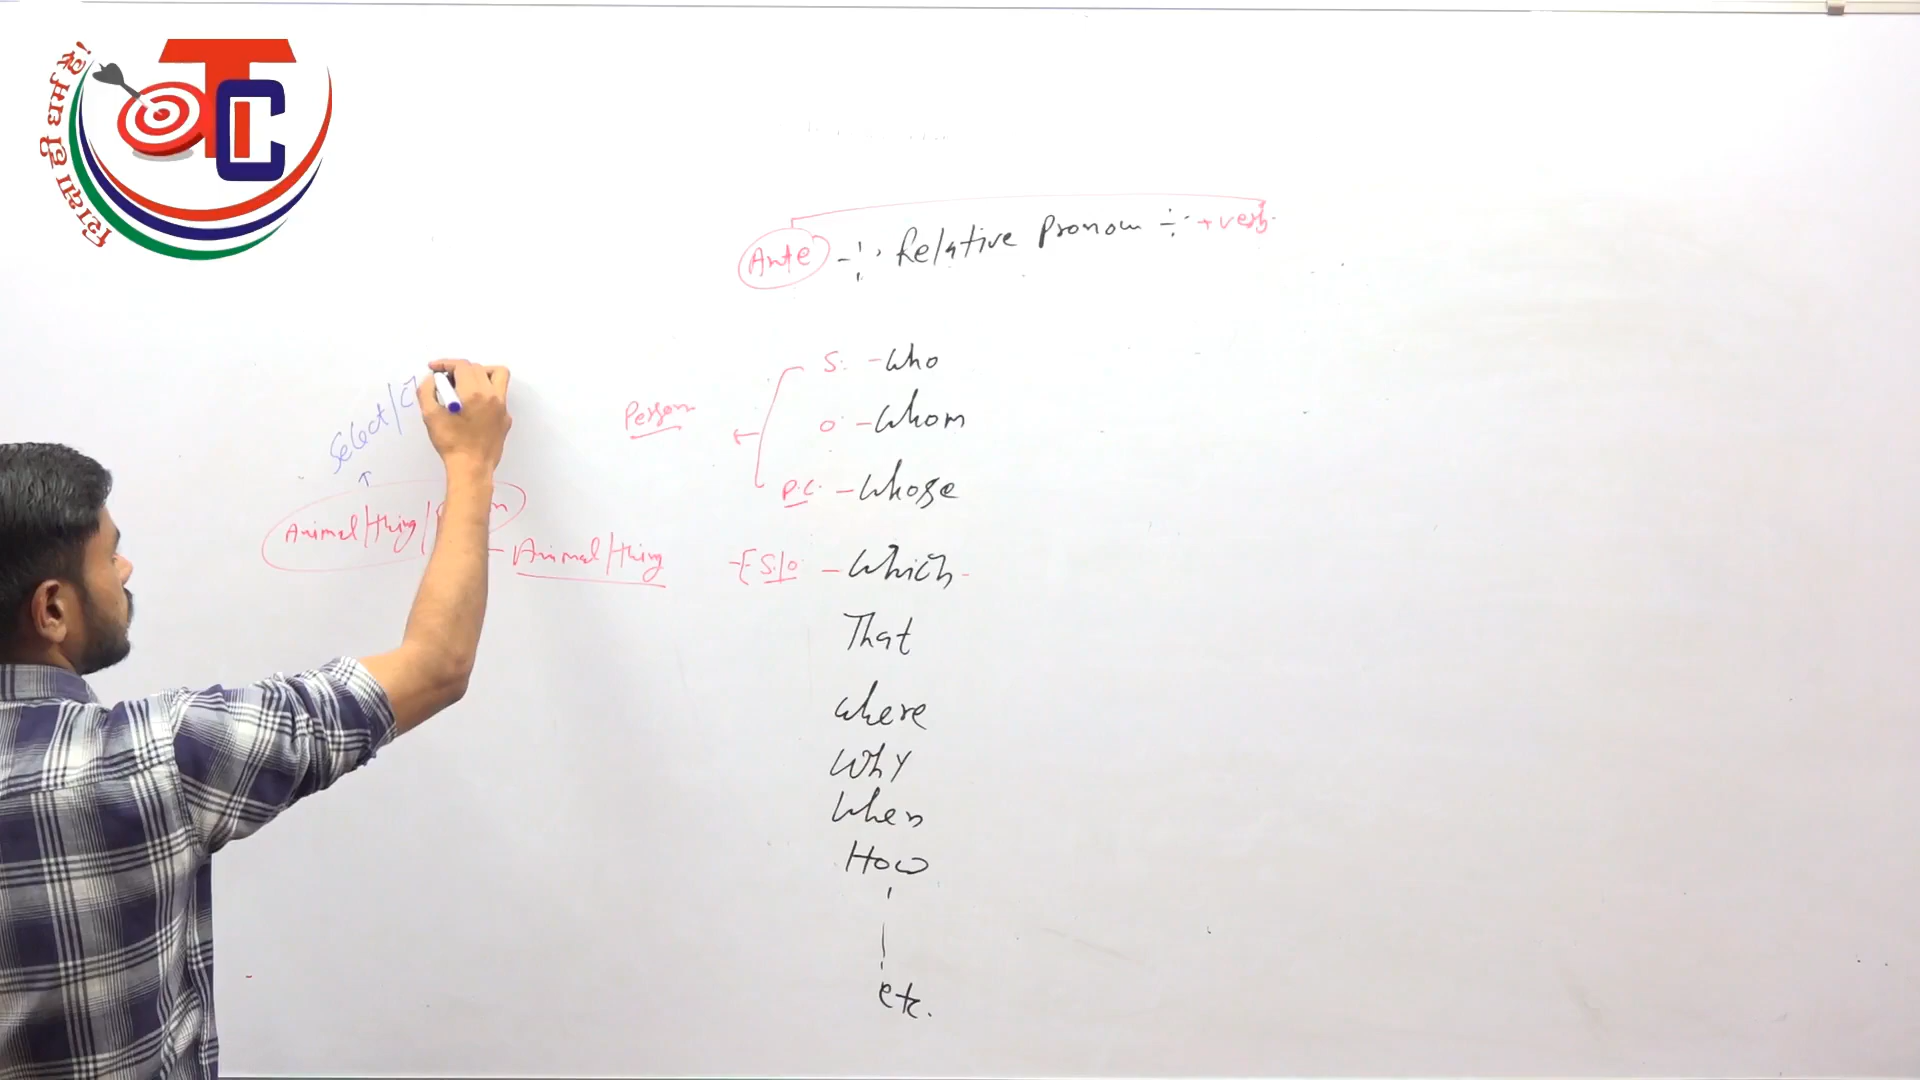 शिक्षा हूँ मुफ्त हूँ!
TIC
Ante -:- Relative Pronoun ÷ + verb
S. - Who
Person
O - Whom
Select/C
P.C. - Whose
Animal/thing/
Animal/thing
S/O - Which -
That
Where
Why
When
How
etc.